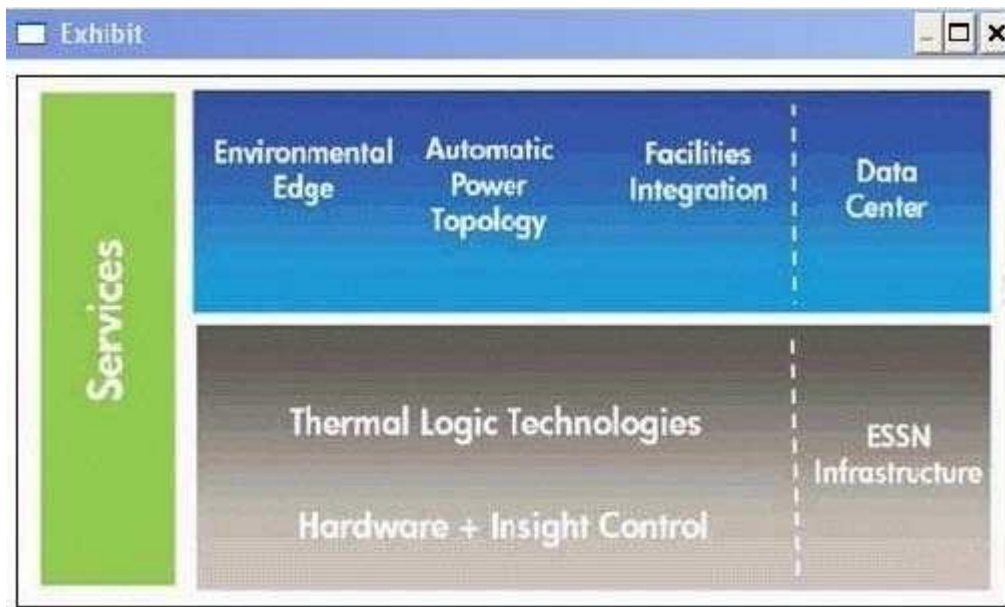 Exhibit
Services
Environmental
Edge
Automatic
Power
Topology
Facilities
Integration
Data
Center
Thermal Logic Technologies
Hardware + Insight Control
ESSN
Infrastructure